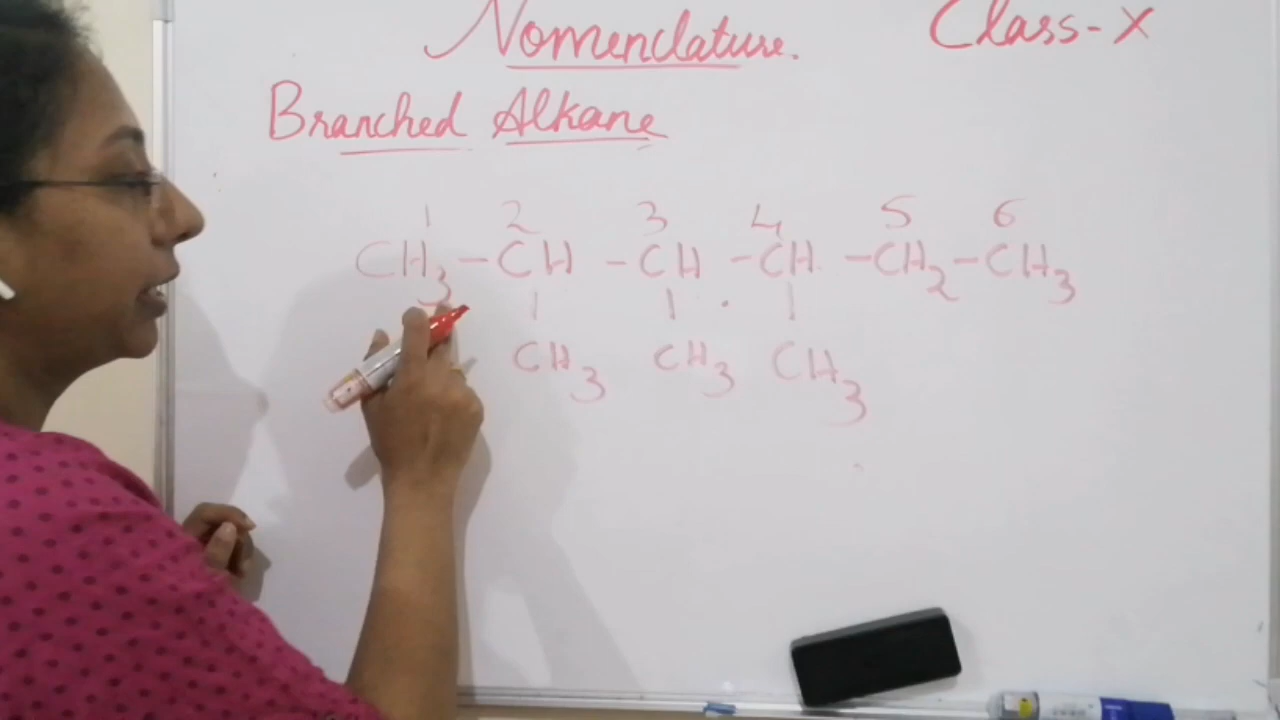 Nomenclature. Class-X
Branched Alkane
1 2 3 4 5 6
CH3 - CH - CH - CH - CH2 - CH3
| | |
CH3 CH3 CH3